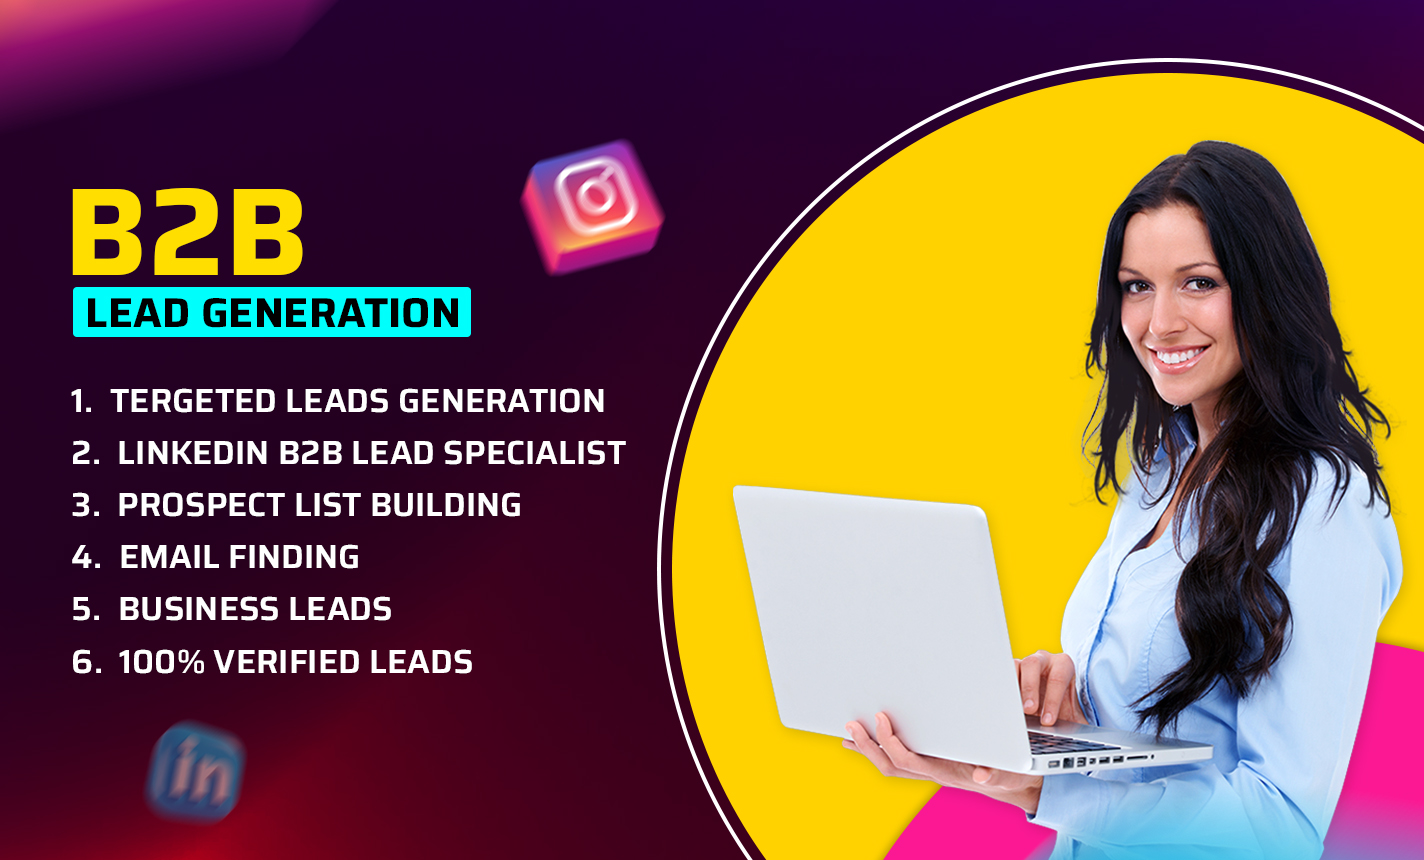 B2B
LEAD GENERATION
1. TERGETED LEADS GENERATION
2. LINKEDIN B2B LEAD SPECIALIST
3. PROSPECT LIST BUILDING
4. EMAIL FINDING
5. BUSINESS LEADS
6. 100% VERIFIED LEADS
in